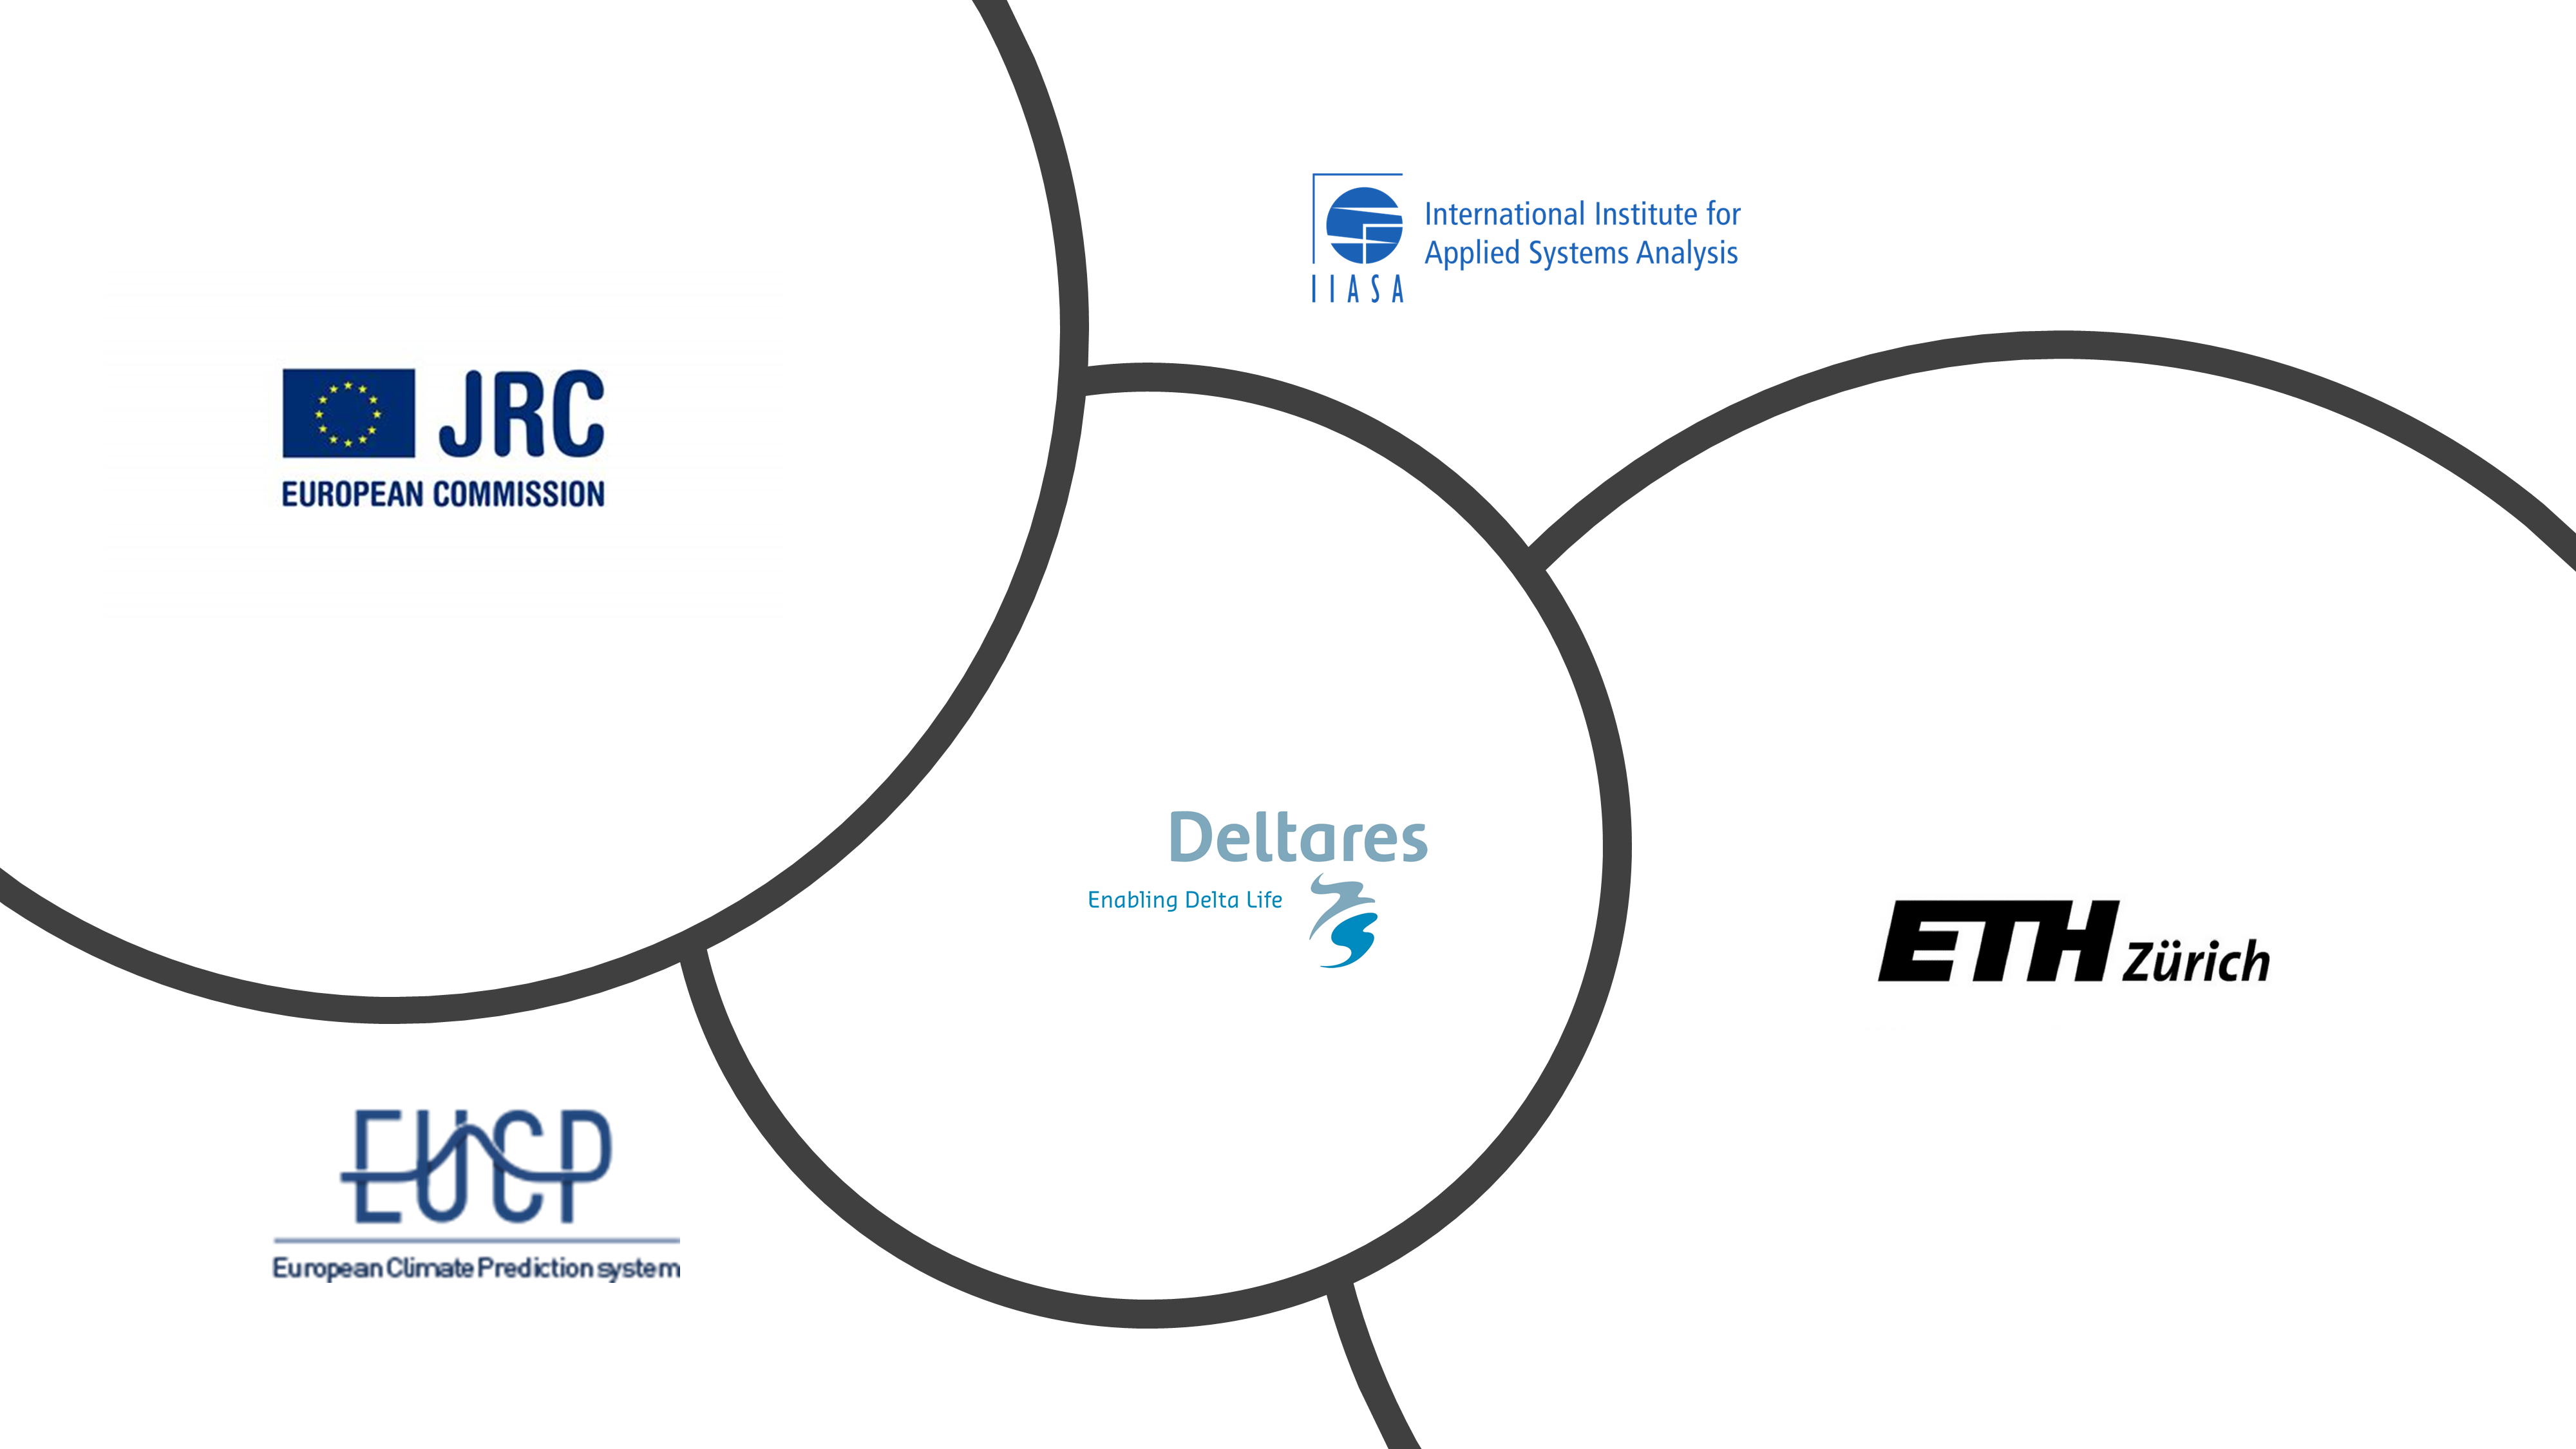 International Institute for
Applied Systems Analysis
IIASA
JRC
EUROPEAN COMMISSION
Deltares
Enabling Delta Life
ETH Zürich
EUCP
European Climate Prediction system